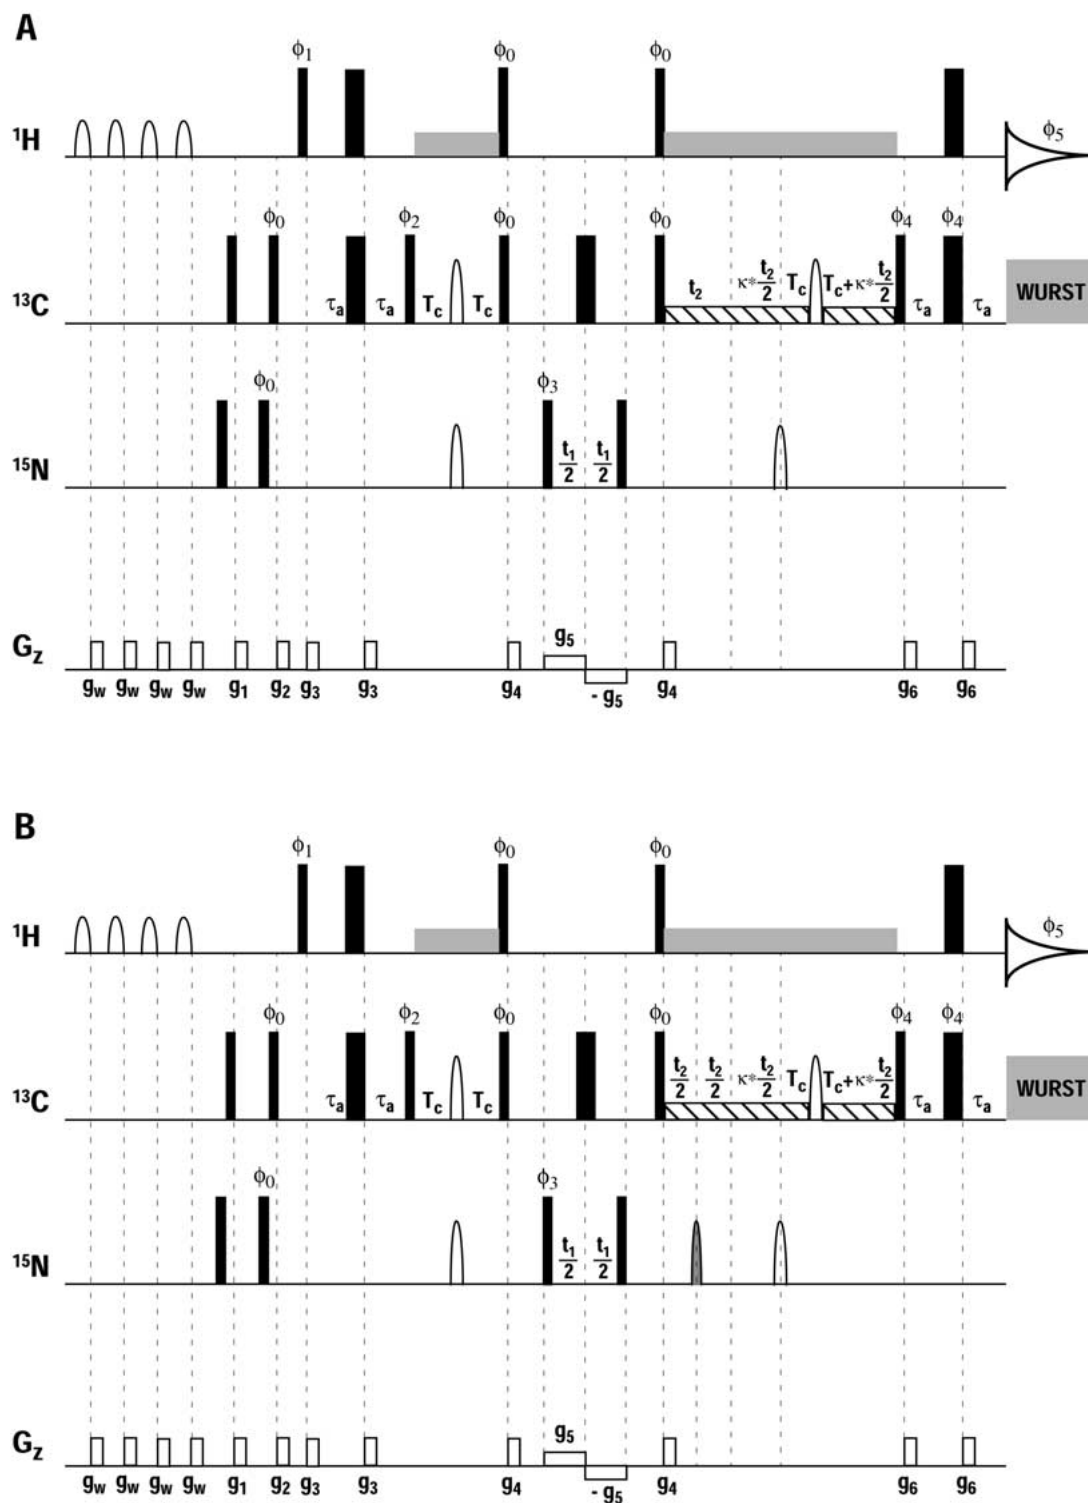 A
ϕ1 ϕ0 ϕ0 ϕ5
1H
ϕ0 ϕ2 ϕ0 ϕ0 ϕ4 ϕ4
13C τa τa Tc Tc t2 κ*t2/2 Tc Tc+κ*t2/2 τa τa WURST
ϕ0 ϕ3
15N t1/2 t1/2
Gz g5
gw gw gw gw g1 g2 g3 g3 g4 - g5 g4 g6 g6
B
ϕ1 ϕ0 ϕ0 ϕ5
1H
ϕ0 ϕ2 ϕ0 ϕ0 ϕ4 ϕ4
13C τa τa Tc Tc t2/2 t2/2 κ*t2/2 Tc Tc+κ*t2/2 τa τa WURST
ϕ0 ϕ3
15N t1/2 t1/2
Gz g5
gw gw gw gw g1 g2 g3 g3 g4 - g5 g4 g6 g6